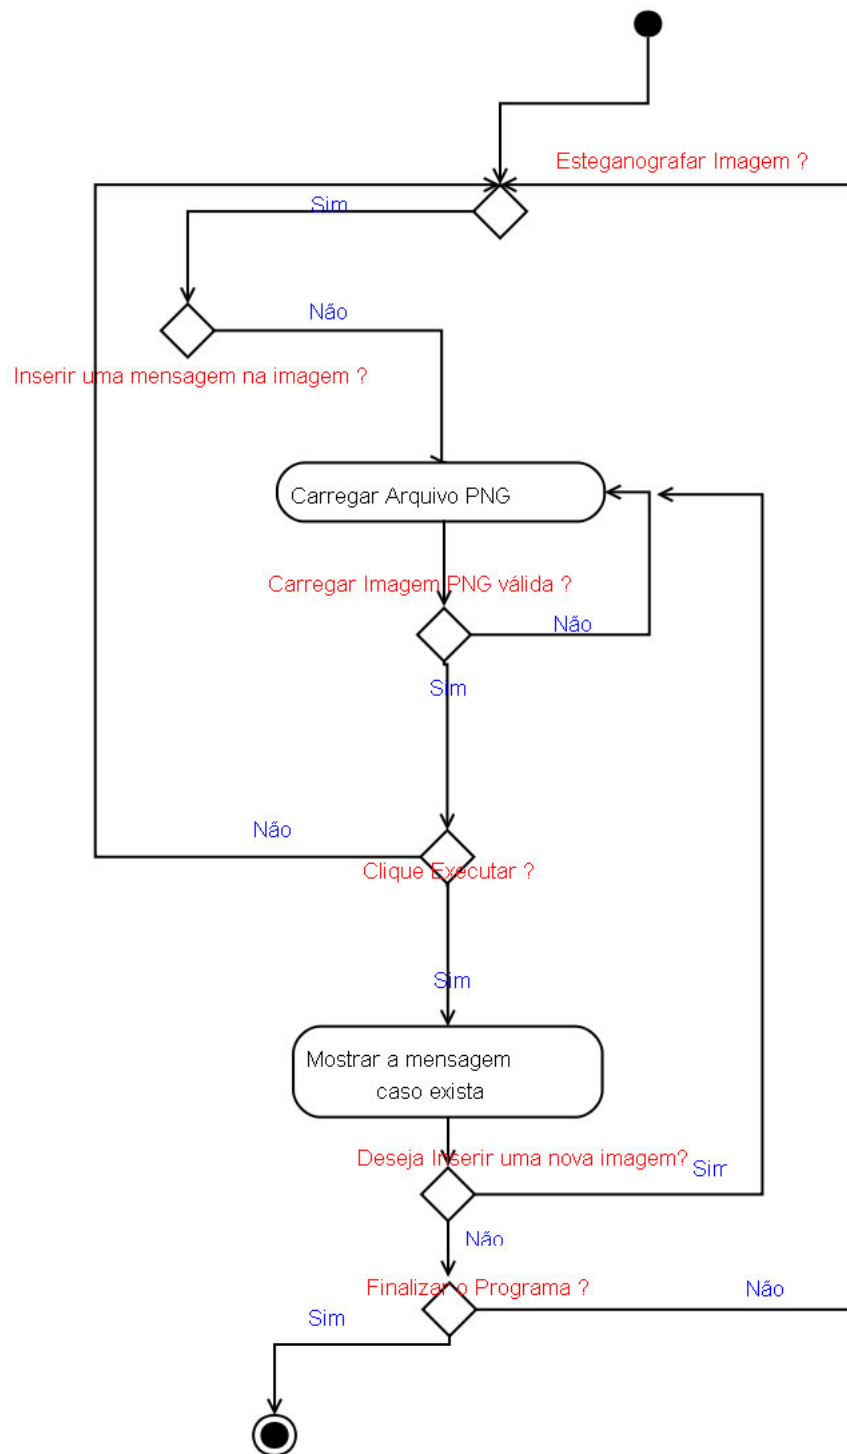 Esteganografar Imagem ?
Sim
Não
Inserir uma mensagem na imagem ?
Carregar Arquivo PNG
Carregar Imagem PNG válida ?
Não
Sim
Não
Clique Executar ?
Sim
Mostrar a mensagem
caso exista
Deseja Inserir uma nova imagem?
Sim
Não
Finalizar o Programa ?
Não
Sim